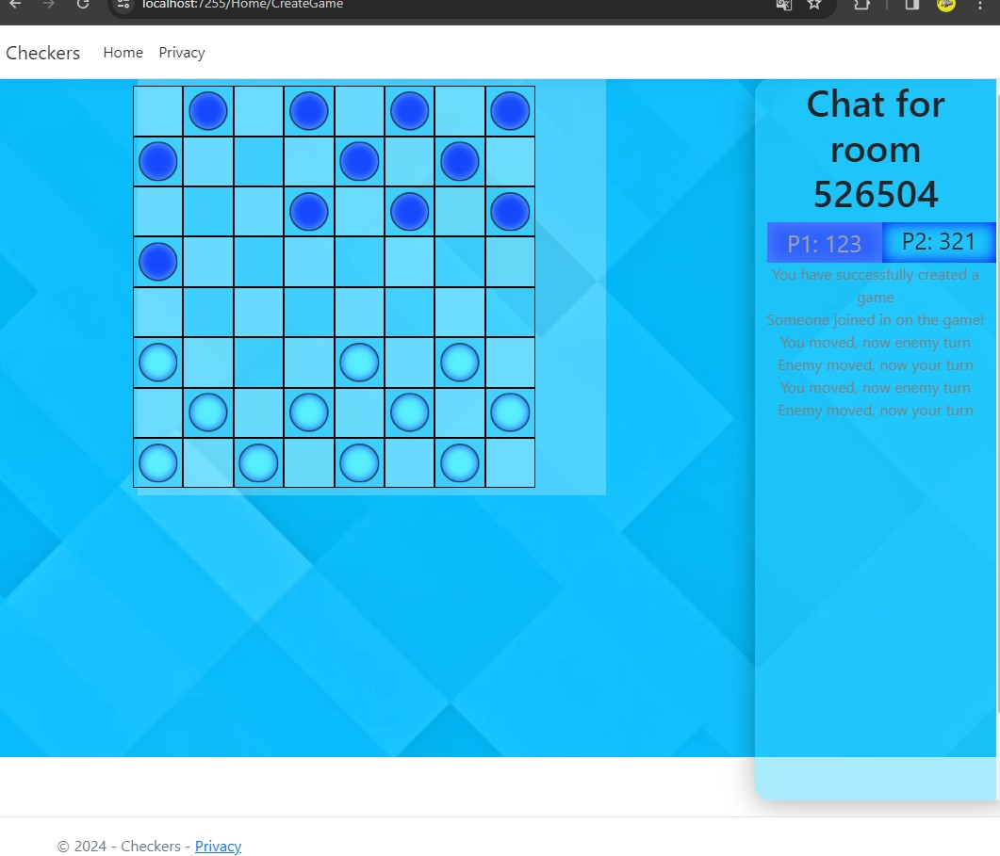 localhost:7255/Home/CreateGame
Checkers Home Privacy
Chat for
room
526504
P1: 123 P2: 321
You have successfully created a
game
Someone joined in on the game!
You moved, now enemy turn
Enemy moved, now your turn
You moved, now enemy turn
Enemy moved, now your turn
© 2024 - Checkers - Privacy